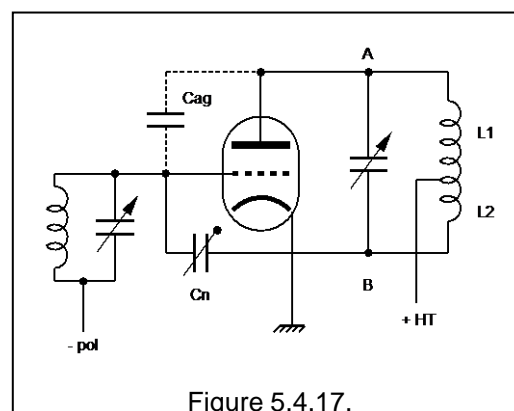 A
Cag
L1
L2
Cn
B
- pol
+ HT
Figure 5.4.17.